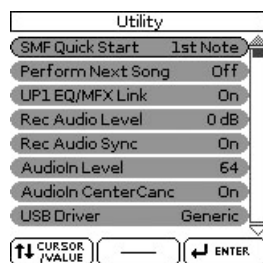 Utility
SMF Quick Start 1st Note
Perform Next Song Off
UP1 EQ/MFX Link On
Rec Audio Level 0 dB
Rec Audio Sync On
AudioIn Level 64
AudioIn CenterCanc On
USB Driver Generic
CURSOR
/VALUE
ENTER